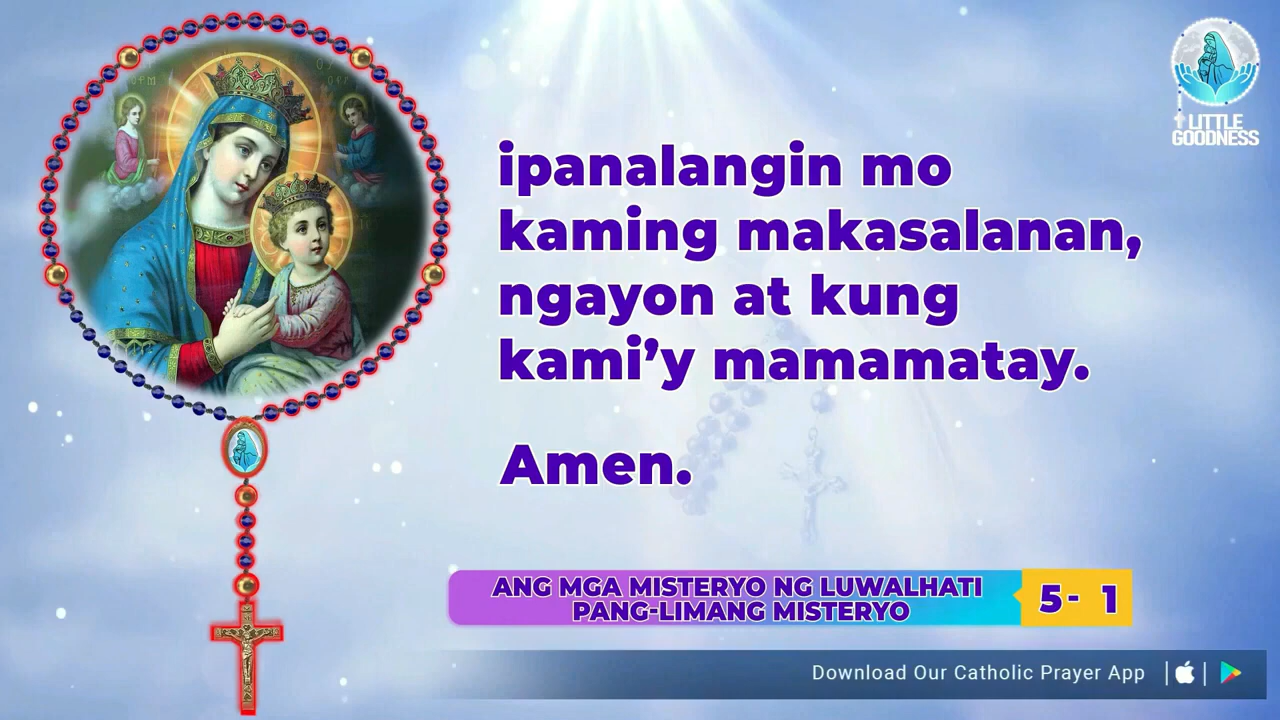 ipanalangin mo
kaming makasalanan,
ngayon at kung
kami’y mamamatay.
Amen.
LITTLE
GOODNESS
ANG MGA MISTERYO NG LUWALHATI
PANG-LIMANG MISTERYO
5- 1
Download Our Catholic Prayer App